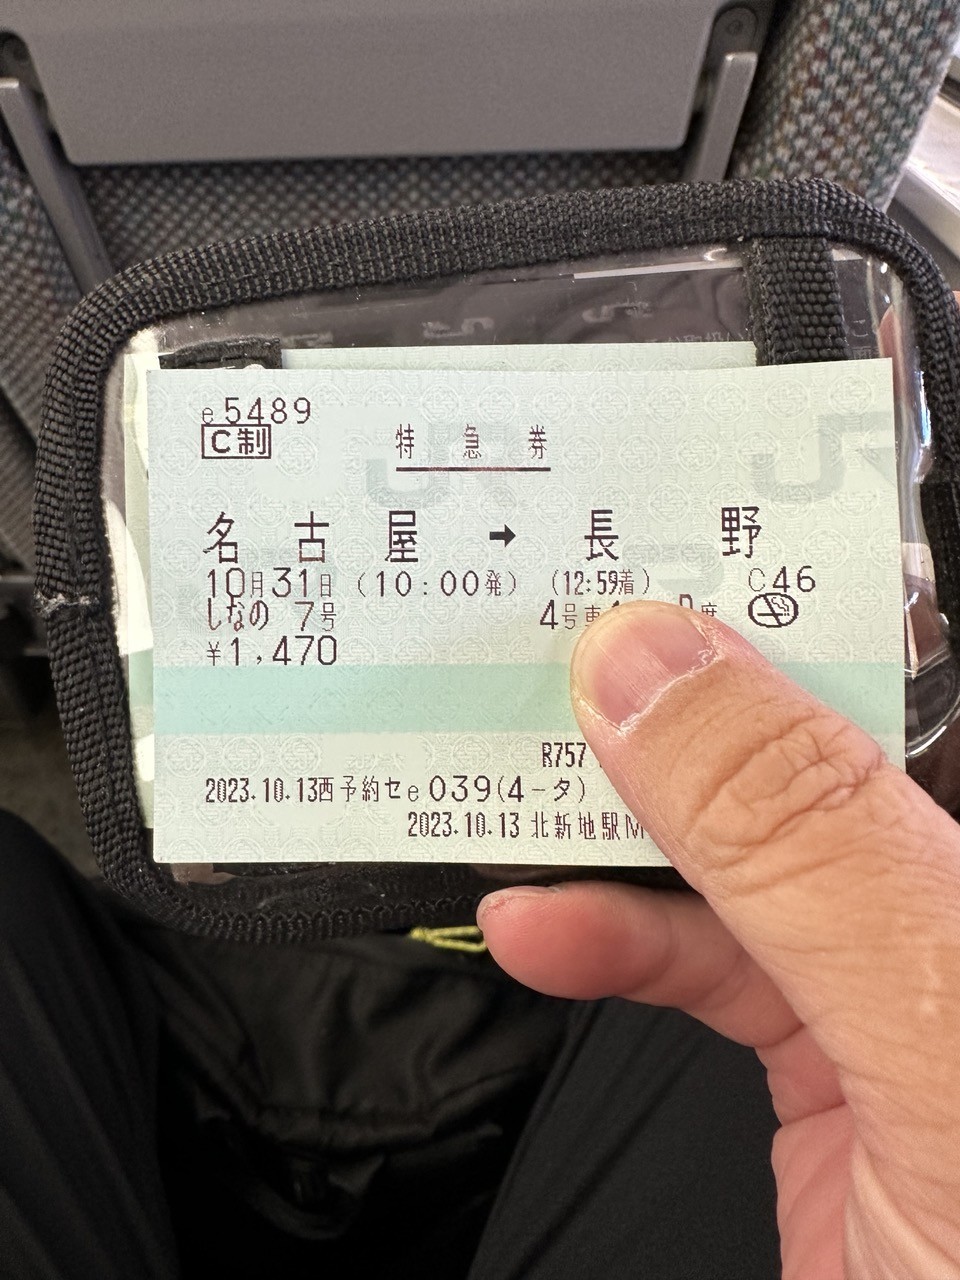 e5489
C制
特急券
名古屋 ➡ 長野
10月31日 (10:00発) (12:59着) C46
しなの 7号 4号車
¥1,470
R757
2023.10.13西予約セe039(4-タ)
2023.10.13 北新地駅M